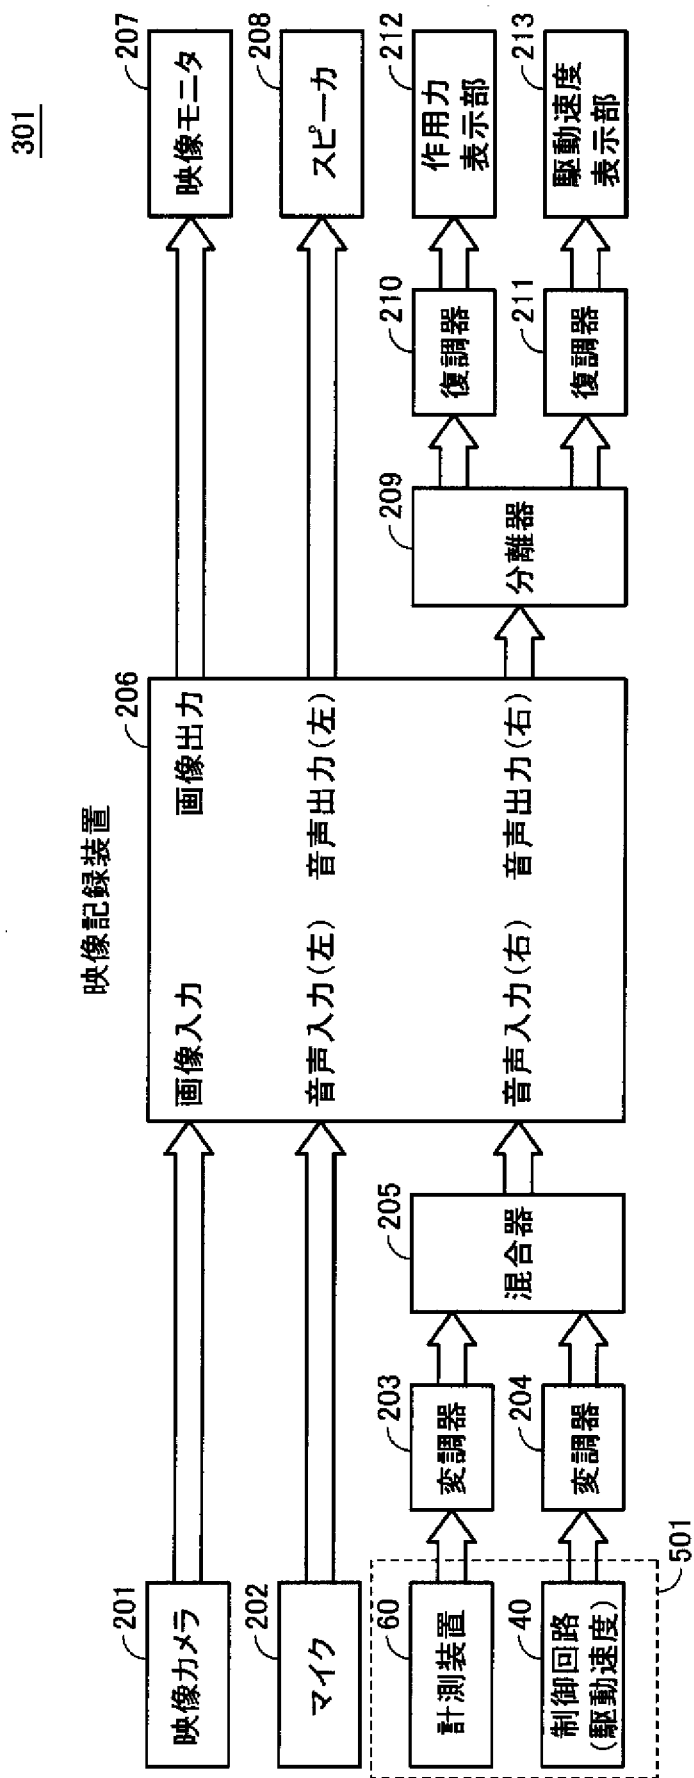 301
映像記録装置
201
映像カメラ
202
マイク
60
計測装置
40
制御回路
(駆動速度)
501
203
変調器
204
変調器
205
混合器
206
画像入力
画像出力
音声入力(左)
音声出力(左)
音声入力(右)
音声出力(右)
207
映像モニタ
208
スピーカ
209
分離器
210
復調器
211
復調器
212
作用力
表示部
213
駆動速度
表示部